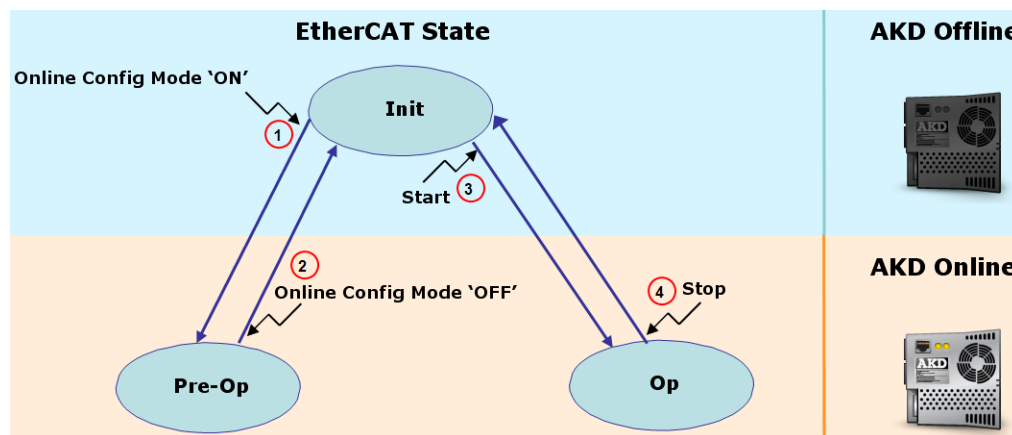 EtherCAT State
AKD Offline
Online Config Mode ‘ON’
Init
1
AKD
Start
3
2
AKD Online
Online Config Mode ‘OFF’
4
Stop
AKD
Pre-Op
Op